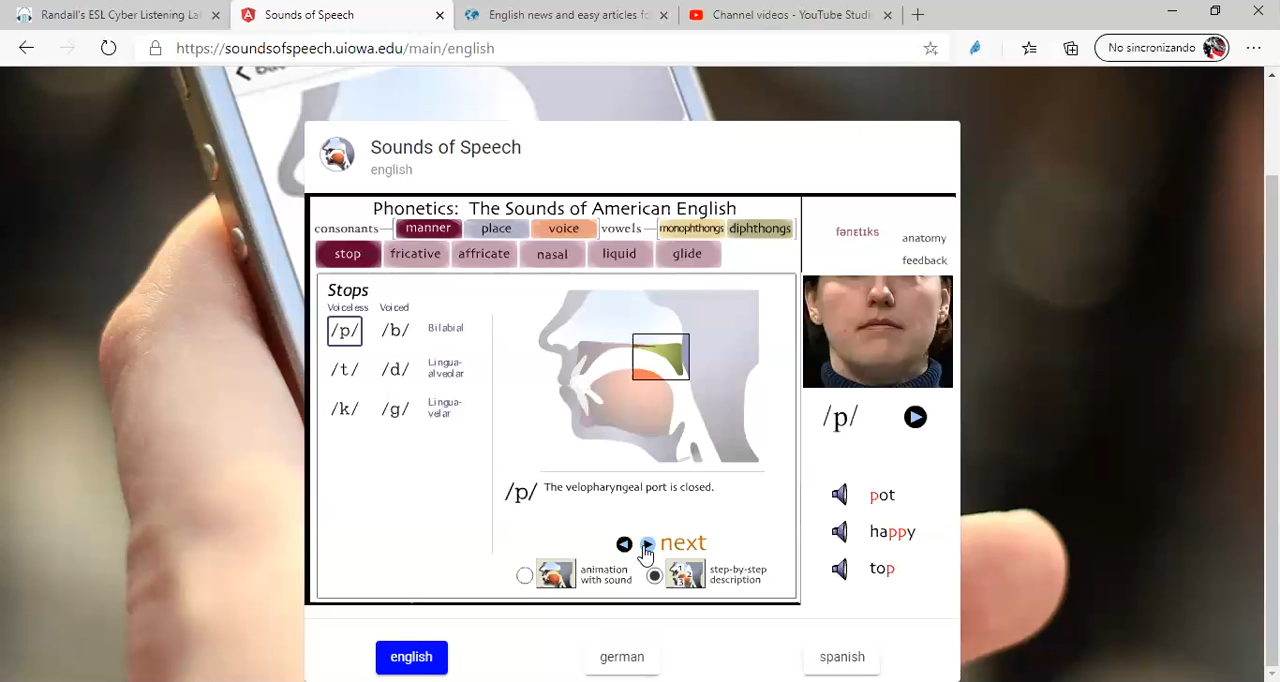 Randall's ESL Cyber Listening La
Sounds of Speech
English news and easy articles fo
Channel videos - YouTube Studi
https://soundsofspeech.uiowa.edu/main/english
No sincronizando
Sounds of Speech
english
Phonetics: The Sounds of American English
consonants manner place voice vowels monophthongs diphthongs
stop fricative affricate nasal liquid glide
fənɛtɪks
anatomy
feedback
Stops
Voiceless Voiced
/p/ /b/ Bilabial
/t/ /d/ Lingua-
alveolar
/k/ /g/ Lingua-
velar
/p/ The velopharyngeal port is closed.
next
animation
with sound
step-by-step
description
/p/
pot
happy
top
english german spanish